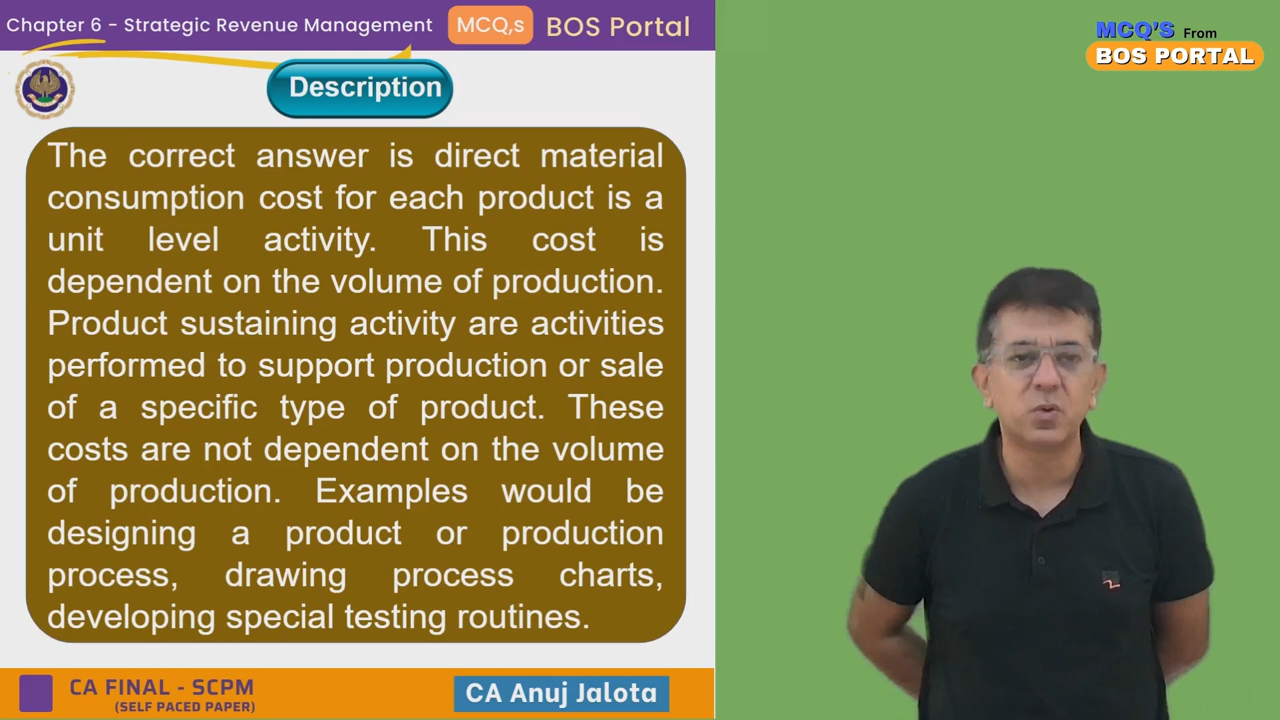 Chapter 6 – Strategic Revenue Management MCQ,s BOS Portal
MCQ'S From
BOS PORTAL
Description
The correct answer is direct material
consumption cost for each product is a
unit level activity. This cost is
dependent on the volume of production.
Product sustaining activity are activities
performed to support production or sale
of a specific type of product. These
costs are not dependent on the volume
of production. Examples would be
designing a product or production
process, drawing process charts,
developing special testing routines.
CA FINAL - SCPM
(SELF PACED PAPER)
CA Anuj Jalota